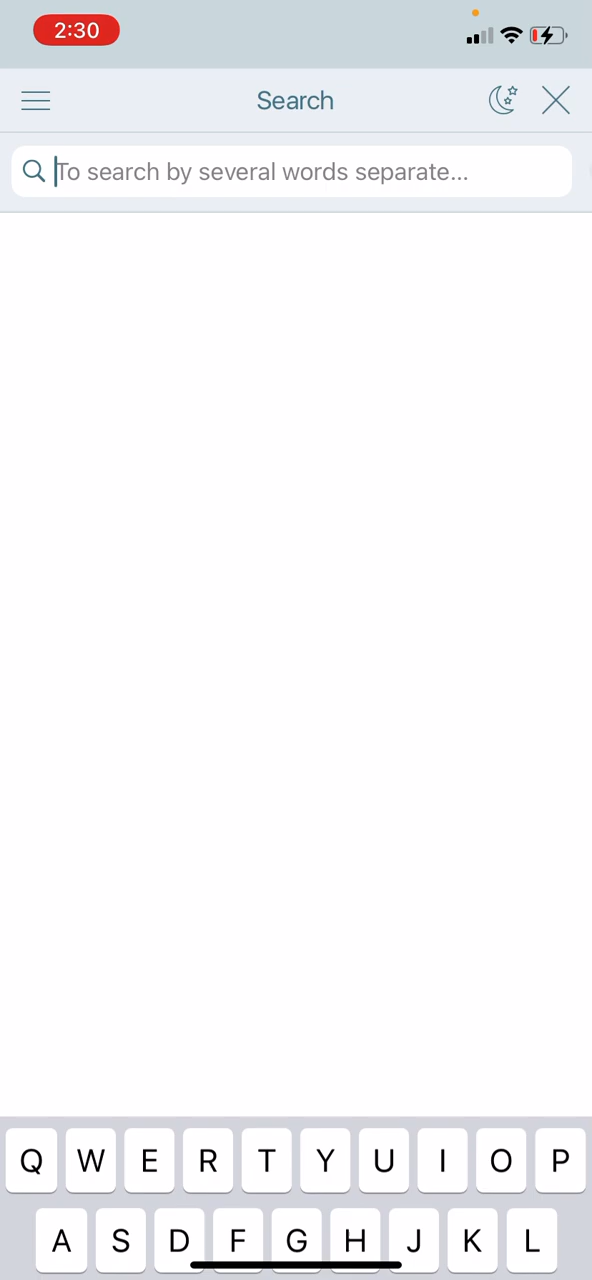 2:30
Search
To search by several words separate...
Q W E R T Y U I O P
A S D F G H J K L